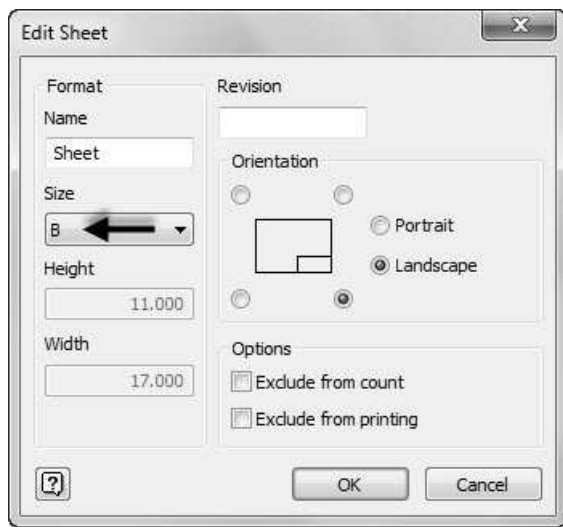 Edit Sheet
X
Format
Name
Sheet
Size
B
Height
11.000
Width
17.000
Revision
Orientation
Portrait
Landscape
Options
Exclude from count
Exclude from printing
?
OK
Cancel